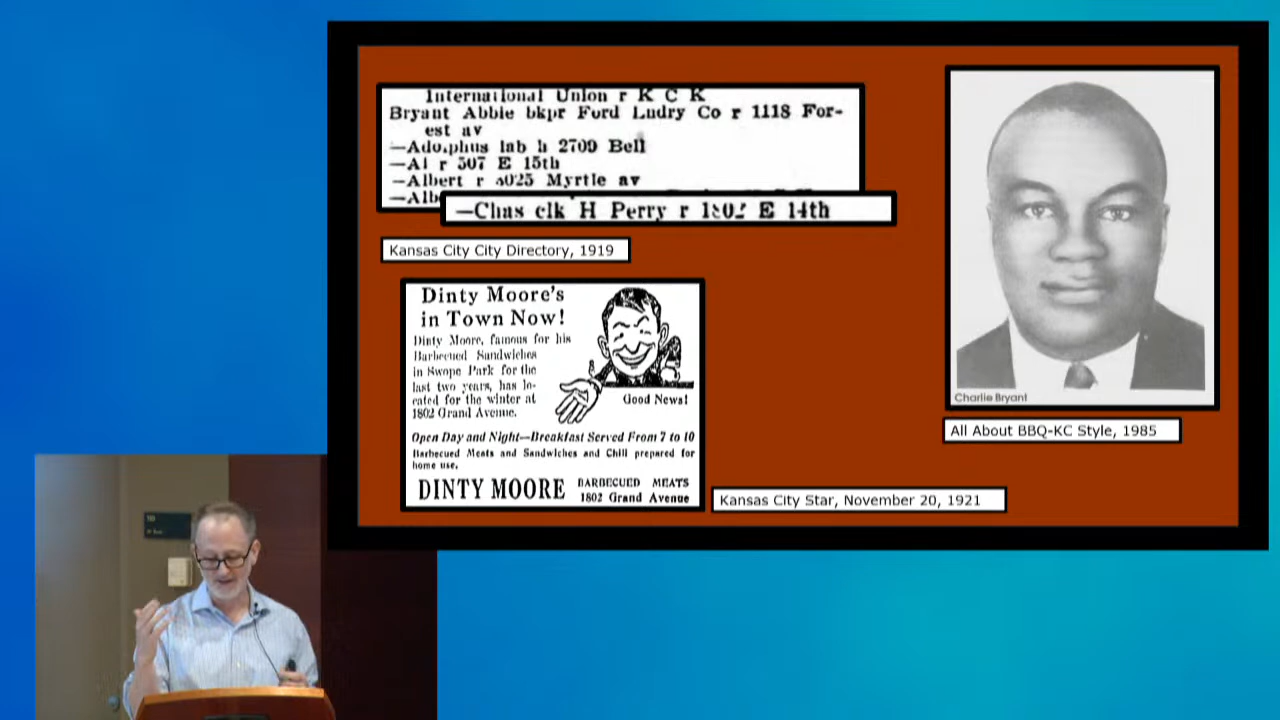 International Union r K C K
Bryant Abbie bkpr Ford Lndry Co r 1118 For-
est av
—Adolphus lab h 2709 Bell
—Al r 507 E 15th
—Albert r 5025 Myrtle av
—Albe
—Chas clk H Perry r E 14th
Kansas City City Directory, 1919
Dinty Moore's
in Town Now!
Dinty Moore, famous for his
Barbecued Sandwiches
in Swope Park for the
last two years, has lo-
cated for the winter at
1802 Grand Avenue.
Good News!
Open Day and Night—Breakfast Served From 7 to 10
Barbecued Meats and Sandwiches and Chili prepared for
home use.
DINTY MOORE BARBECUED MEATS
1802 Grand Avenue
Kansas City Star, November 20, 1921
Charlie Bryant
All About BBQ-KC Style, 1985